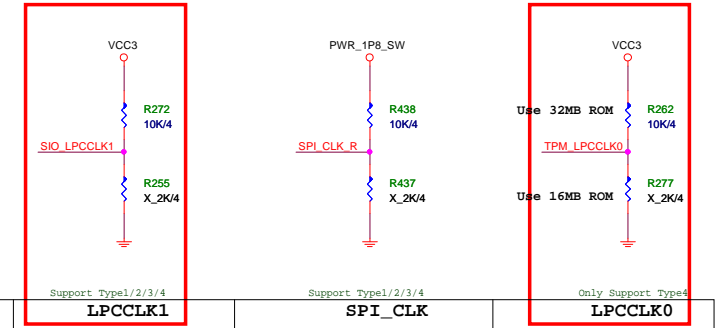 VCC3
PWR_1P8_SW
VCC3
R272
10K/4
R438
10K/4
Use 32MB ROM
R262
10K/4
SIO_LPCCLK1
SPI_CLK_R
TPM_LPCCLK0
R255
X_2K/4
R437
X_2K/4
Use 16MB ROM
R277
X_2K/4
Support Type1/2/3/4
Support Type1/2/3/4
Only Support Type4
LPCCLK1
SPI_CLK
LPCCLK0